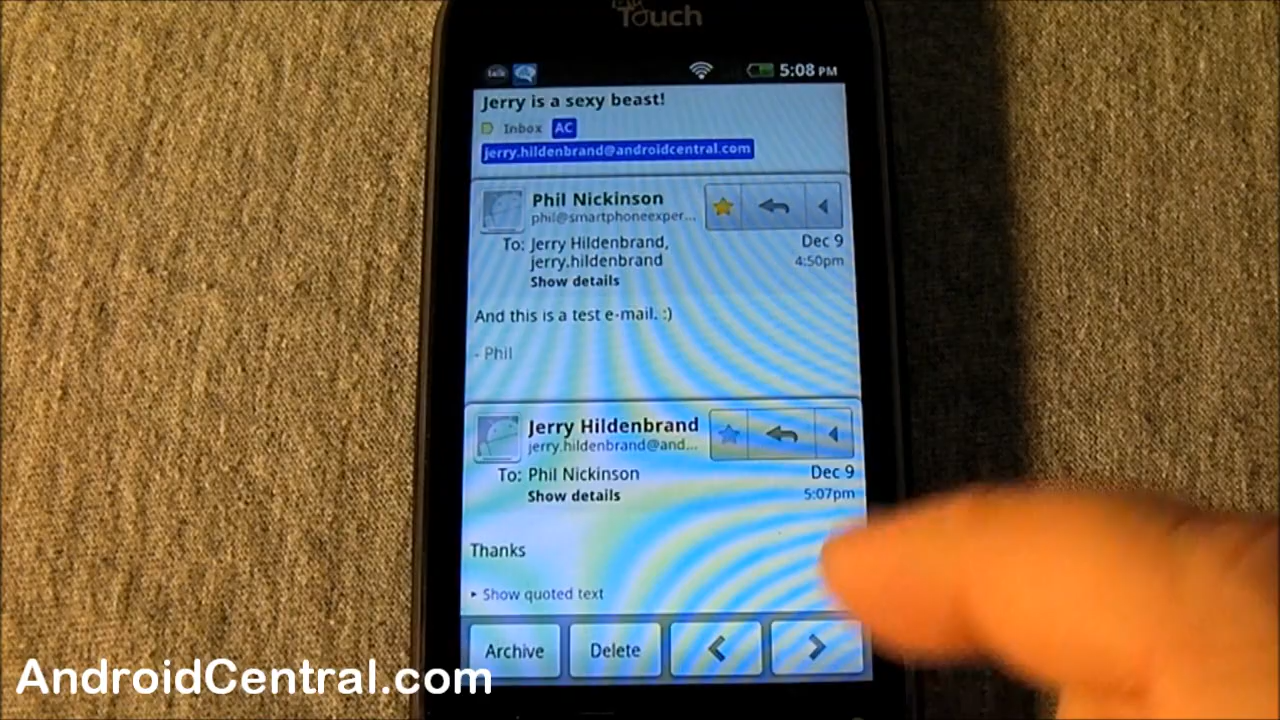 my
Touch
talk
5:08 PM
Jerry is a sexy beast!
Inbox AC
jerry.hildenbrand@androidcentral.com
Phil Nickinson
phil@smartphoneexper...
To: Jerry Hildenbrand,
jerry.hildenbrand
Dec 9
4:50pm
Show details
And this is a test e-mail. :)
- Phil
Jerry Hildenbrand
jerry.hildenbrand@and...
To: Phil Nickinson
Dec 9
Show details
5:07pm
Thanks
Show quoted text
Archive Delete
AndroidCentral.com